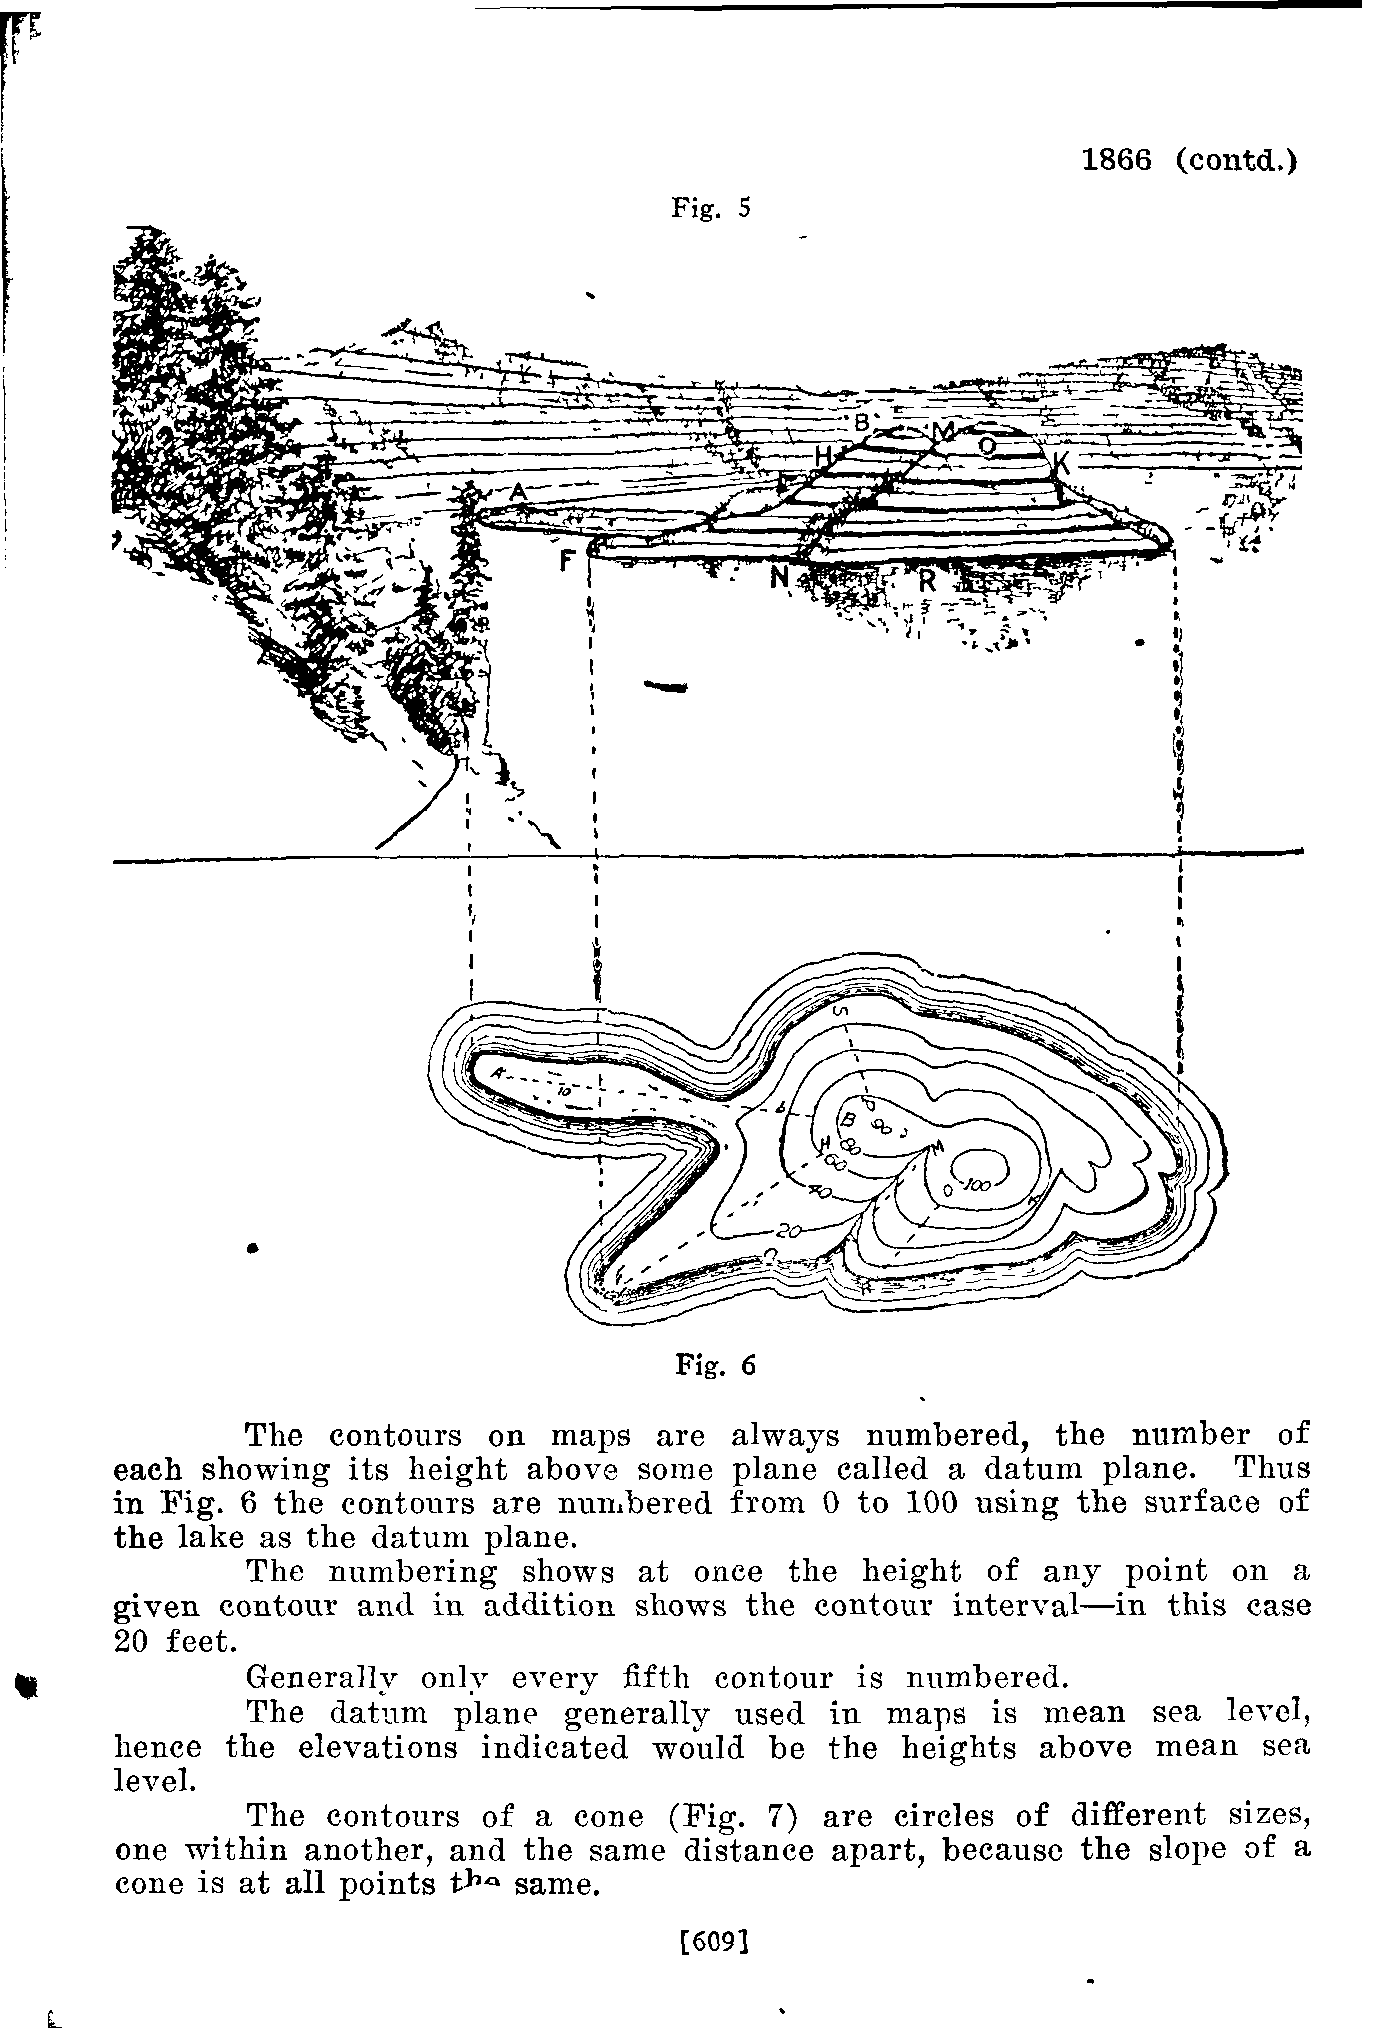 1866 (contd.)
Fig. 5
B
M
O
H
K
A
F
N
R
S
A
10
b
B
90
H
80
M
60
O
100
K
40
20
R
Fig. 6
The contours on maps are always numbered, the number of
each showing its height above some plane called a datum plane. Thus
in Fig. 6 the contours are numbered from 0 to 100 using the surface of
the lake as the datum plane.
The numbering shows at once the height of any point on a
given contour and in addition shows the contour interval—in this case
20 feet.
Generally only every fifth contour is numbered.
The datum plane generally used in maps is mean sea level,
hence the elevations indicated would be the heights above mean sea
level.
The contours of a cone (Fig. 7) are circles of different sizes,
one within another, and the same distance apart, because the slope of a
cone is at all points the same.
[609]